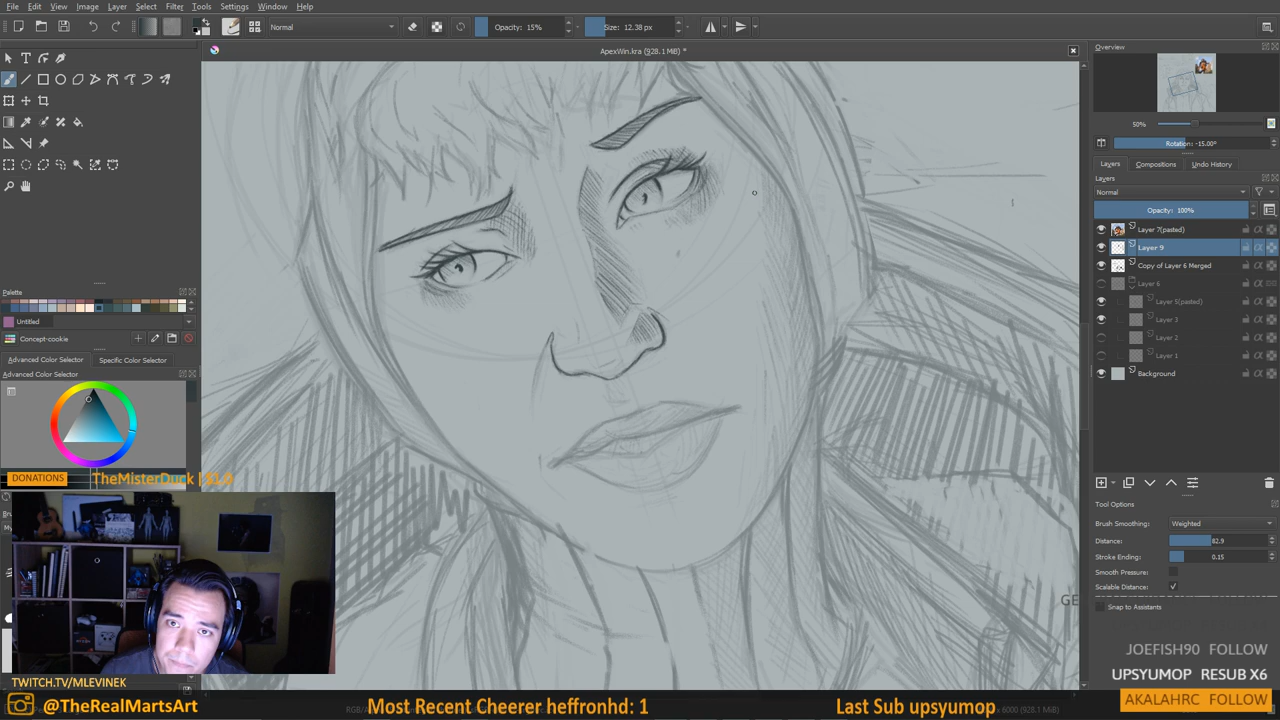 File Edit View Image Layer Select Filter Tools Settings Window Help
Normal
Opacity: 15%
Size: 12.38 px
ApexWin.kra (928.1 MiB) *
Overview
50%
Rotation: -15.00°
Layers Compositions Undo History
Layers
Normal
Opacity: 100%
Layer 7(pasted)
Layer 9
Copy of Layer 6 Merged
Layer 6
Layer 5(pasted)
Layer 3
Layer 2
Layer 1
Background
Palette
Untitled
Concept-cookie
Advanced Color Selector Specific Color Selector
Advanced Color Selector
DONATIONS TheMisterDuck | $1.0
Tool Options
Brush Smoothing: Weighted
Distance: 82.9
Stroke Ending: 0.15
Smooth Pressure:
Scalable Distance:
Snap to Assistants
GE
JOEFISH90 FOLLOW
UPSYUMOP RESUB X6
AKALAHRC FOLLOW
TWITCH.TV/MLEVINEK
@TheRealMartsArt
Most Recent Cheerer heffronhd: 1
Last Sub upsyumop